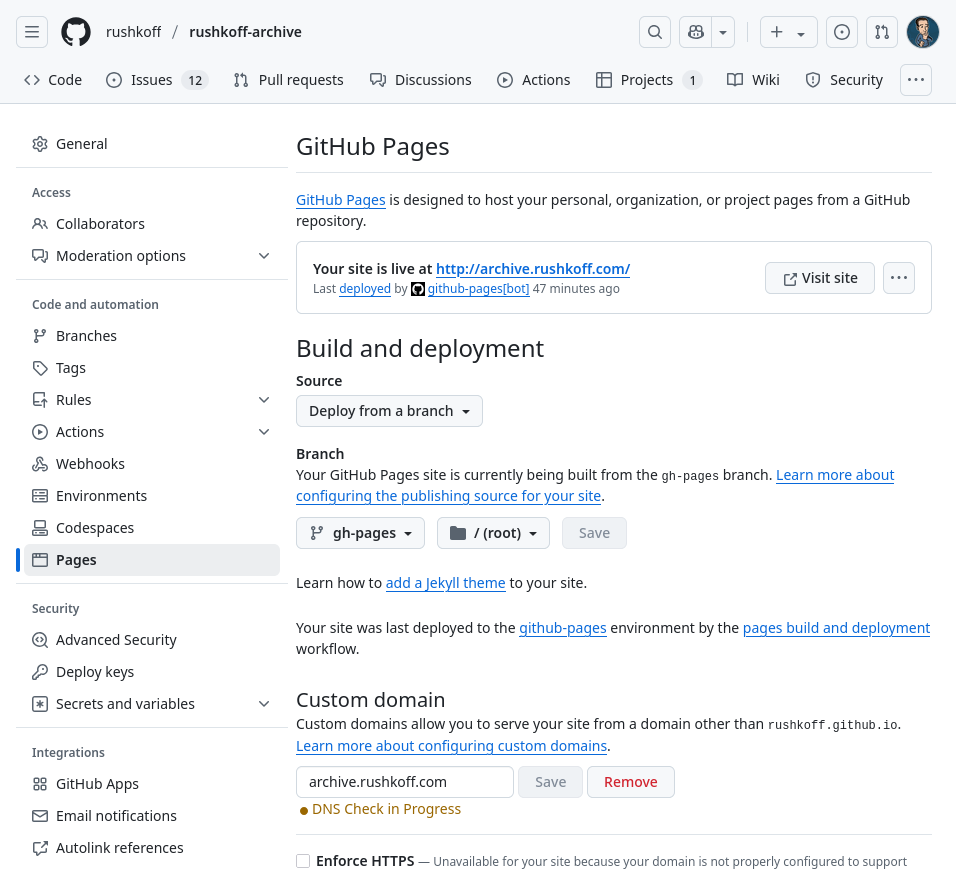 rushkoff / rushkoff-archive
Code
Issues 12
Pull requests
Discussions
Actions
Projects 1
Wiki
Security
General
Access
Collaborators
Moderation options
Code and automation
Branches
Tags
Rules
Actions
Webhooks
Environments
Codespaces
Pages
Security
Advanced Security
Deploy keys
Secrets and variables
Integrations
GitHub Apps
Email notifications
Autolink references
GitHub Pages
GitHub Pages is designed to host your personal, organization, or project pages from a GitHub
repository.
Your site is live at http://archive.rushkoff.com/
Last deployed by github-pages[bot] 47 minutes ago
Visit site
Build and deployment
Source
Deploy from a branch
Branch
Your GitHub Pages site is currently being built from the gh-pages branch. Learn more about
configuring the publishing source for your site.
gh-pages
/ (root)
Save
Learn how to add a Jekyll theme to your site.
Your site was last deployed to the github-pages environment by the pages build and deployment
workflow.
Custom domain
Custom domains allow you to serve your site from a domain other than rushkoff.github.io.
Learn more about configuring custom domains.
archive.rushkoff.com
Save
Remove
DNS Check in Progress
Enforce HTTPS — Unavailable for your site because your domain is not properly configured to support